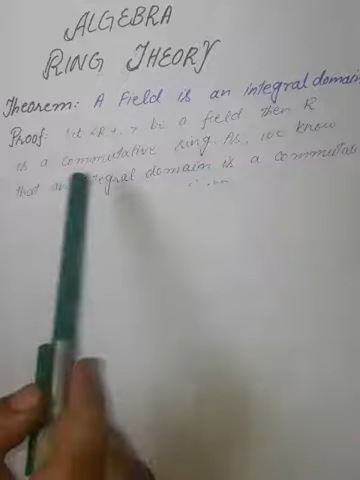 ALGEBRA
RING THEORY
Theorem: A Field is an integral domain
Proof: Let <R + . > be a field then R
is a commutative ring. As, we know
that an integral domain is a commutat